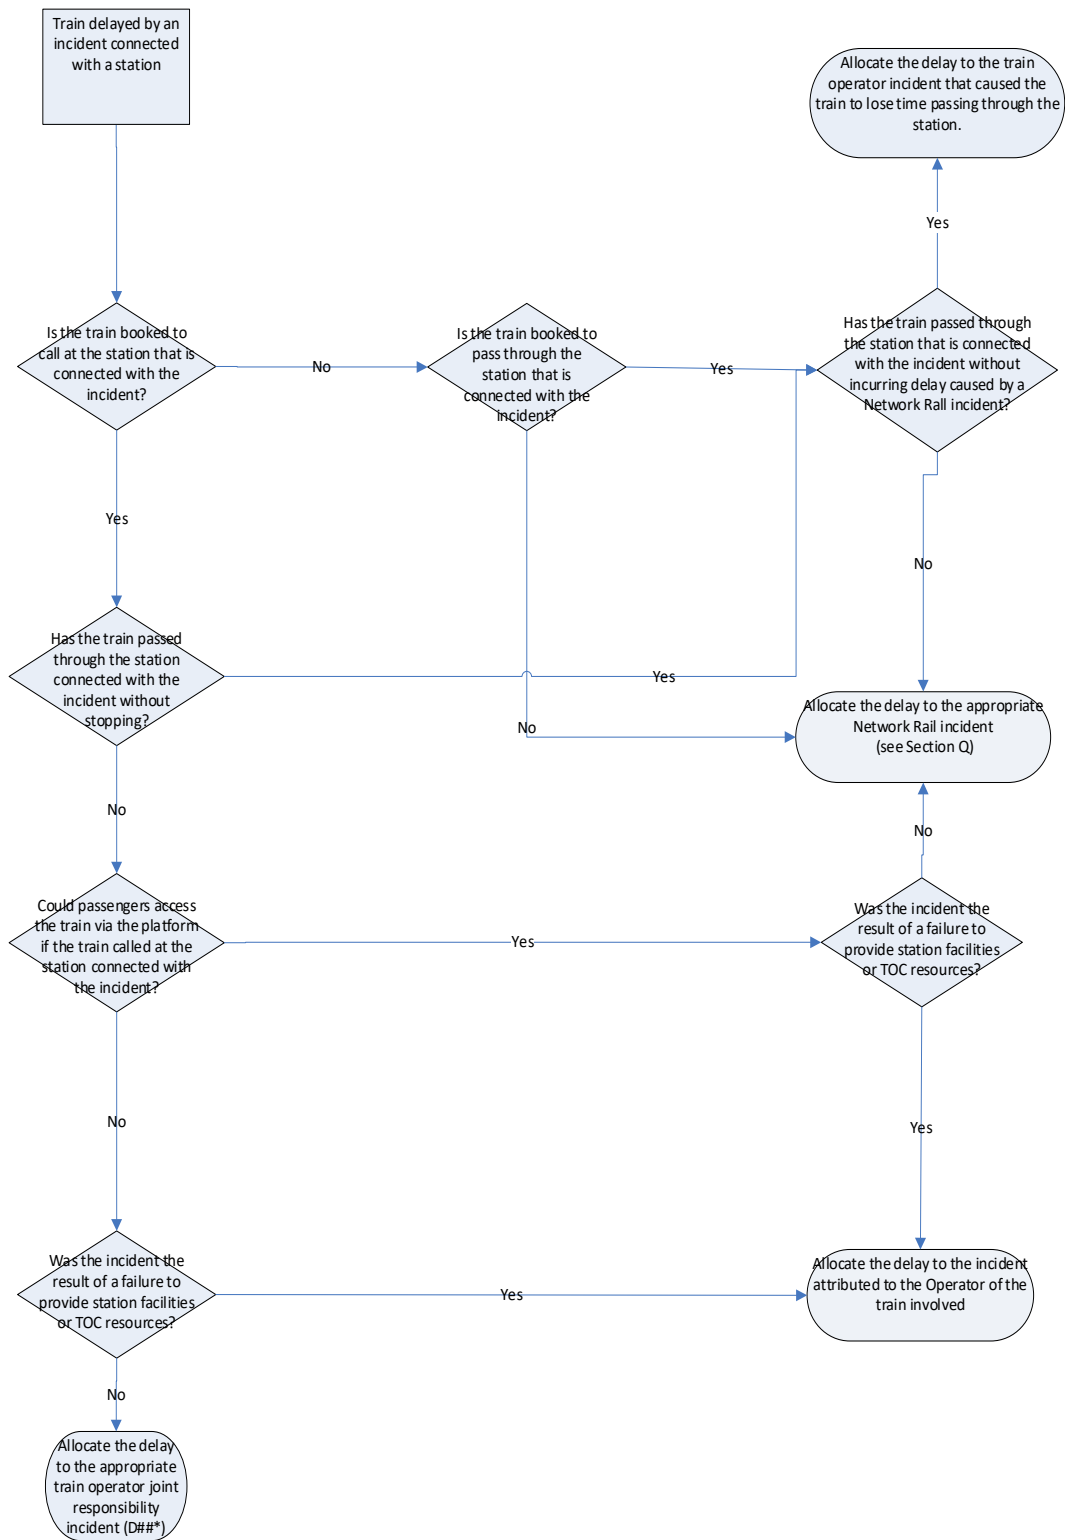 Train delayed by an
incident connected
with a station
Allocate the delay to the train
operator incident that caused the
train to lose time passing through the
station.
Yes
Is the train booked to
call at the station that is
connected with the
incident?
No
Is the train booked to
pass through the
station that is
connected with the
incident?
Yes
Has the train passed through
the station that is connected
with the incident without
incurring delay caused by a
Network Rail incident?
Yes
No
Has the train passed
through the station
connected with the
incident without
stopping?
Yes
No
Allocate the delay to the appropriate
Network Rail incident
(see Section Q)
No
No
Could passengers access
the train via the platform
if the train called at the
station connected with
the incident?
Yes
Was the incident the
result of a failure to
provide station facilities
or TOC resources?
No
Yes
Was the incident the
result of a failure to
provide station facilities
or TOC resources?
Yes
Allocate the delay to the incident
attributed to the Operator of the
train involved
No
Allocate the delay
to the appropriate
train operator joint
responsibility
incident (D##*)